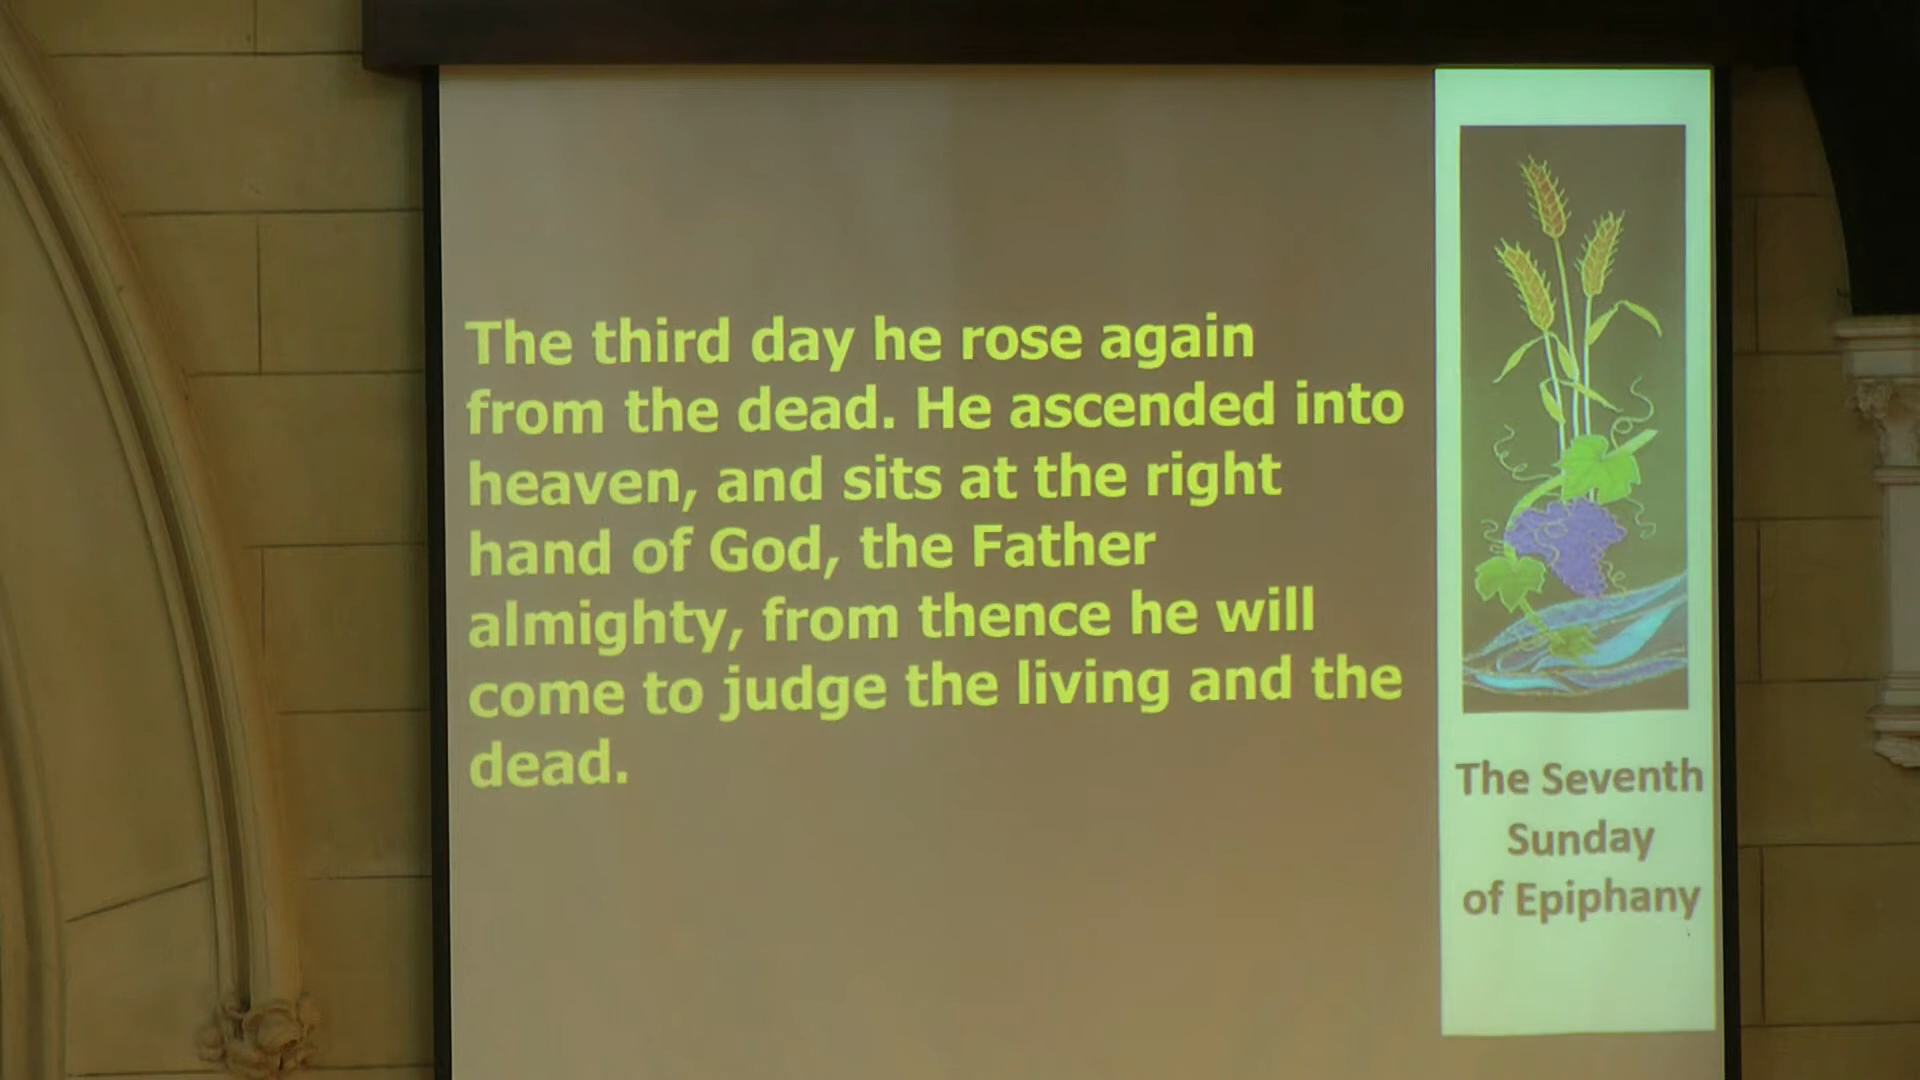 The third day he rose again
from the dead. He ascended into
heaven, and sits at the right
hand of God, the Father
almighty, from thence he will
come to judge the living and the
dead.
The Seventh
Sunday
of Epiphany